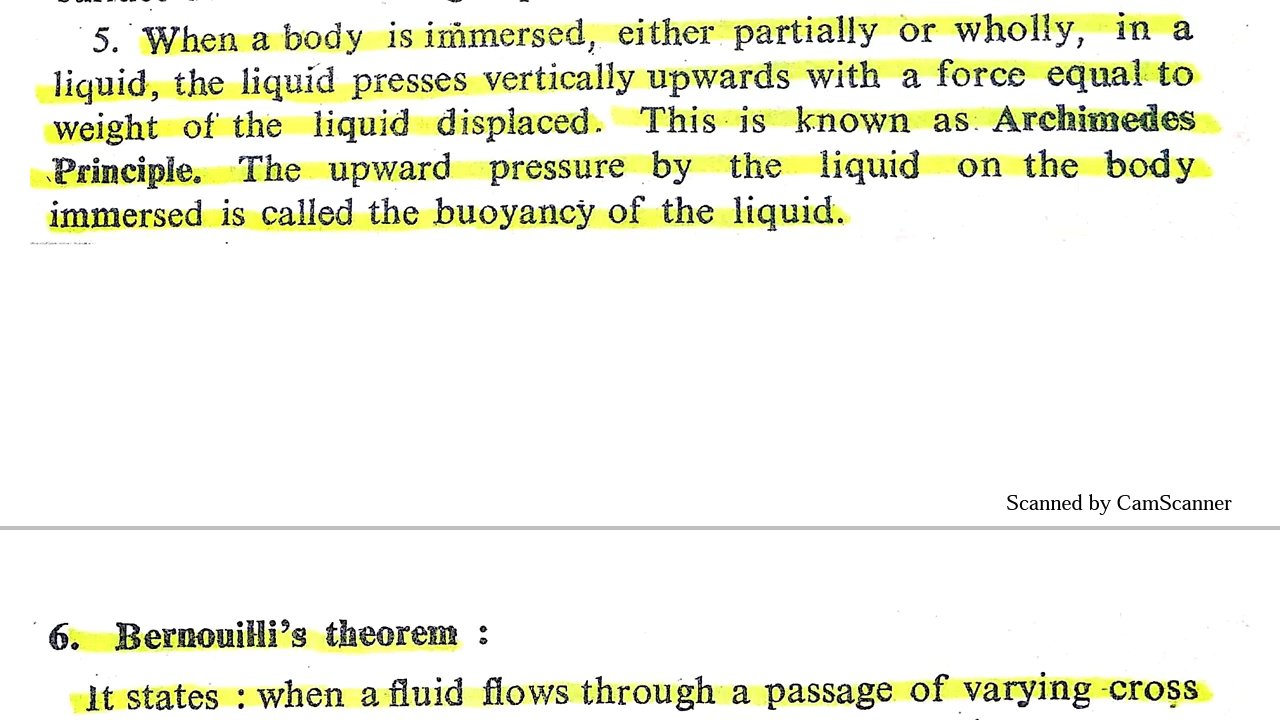 5. When a body is immersed, either partially or wholly, in a
liquid, the liquid presses vertically upwards with a force equal to
weight of the liquid displaced. This is known as Archimedes
Principle. The upward pressure by the liquid on the body
immersed is called the buoyancy of the liquid.
Scanned by CamScanner
6. Bernouilli's theorem :
It states : when a fluid flows through a passage of varying cross